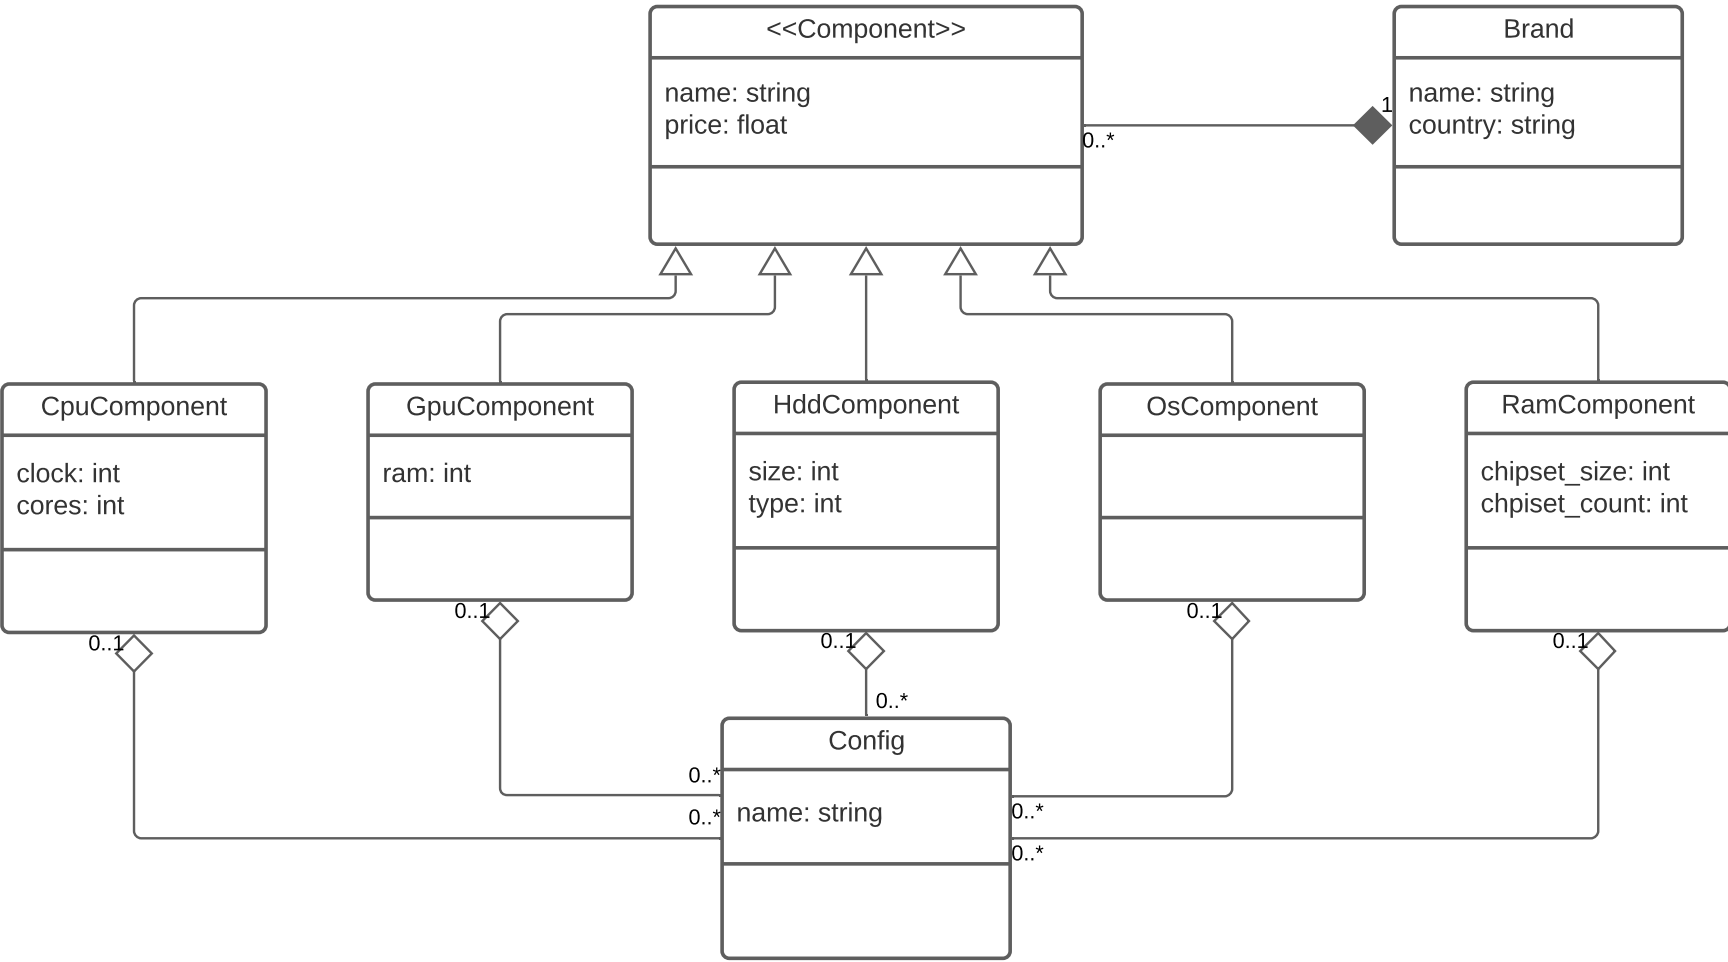 <<Component>>
name: string
price: float
0..*
1
Brand
name: string
country: string
CpuComponent
clock: int
cores: int
0..1
GpuComponent
ram: int
0..1
HddComponent
size: int
type: int
0..1
0..*
OsComponent
0..1
RamComponent
chipset_size: int
chpiset_count: int
0..1
0..*
0..*
Config
name: string
0..*
0..*